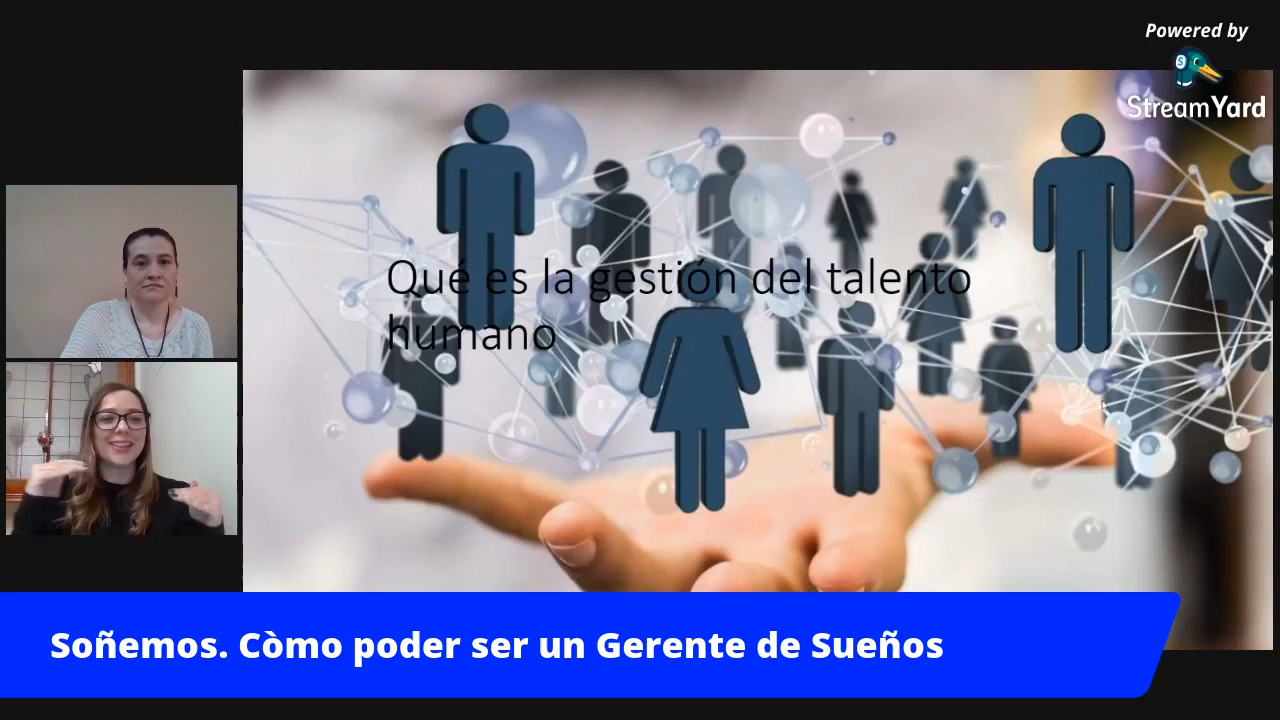 Powered by
StreamYard
Qué es la gestión del talento
humano
Soñemos. Còmo poder ser un Gerente de Sueños